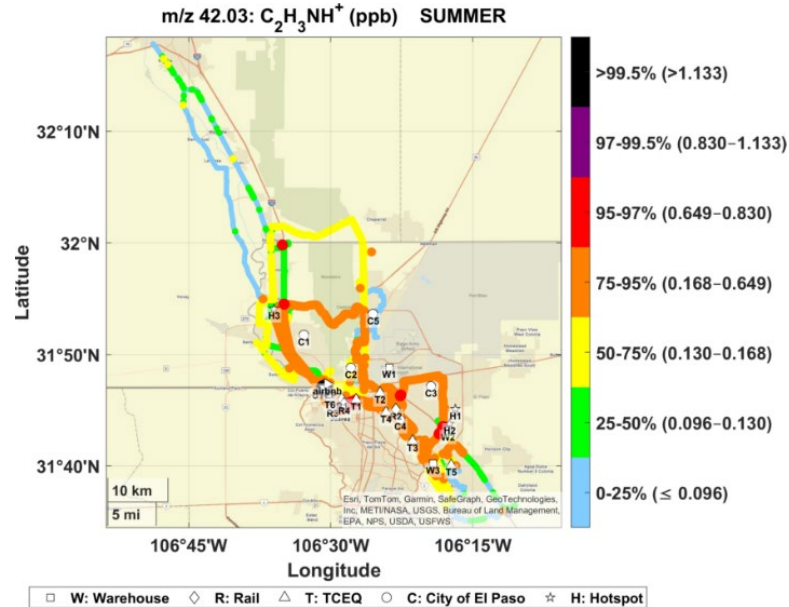 m/z 42.03: C₂H₃NH⁺ (ppb) SUMMER
>99.5% (>1.133)
97-99.5% (0.830−1.133)
95-97% (0.649−0.830)
75-95% (0.168−0.649)
50-75% (0.130−0.168)
25-50% (0.096−0.130)
0-25% (≤ 0.096)
Latitude
32°10'N
32°N
31°50'N
31°40'N
Chaparral
H3
C1
C5
C2
W1
airbnb
T6
R3
R4
T1
T2
T4
R2
C4
C3
H1
H2
W2
T3
W3
T5
10 km
5 mi
Esri, TomTom, Garmin, SafeGraph, GeoTechnologies,
Inc, METI/NASA, USGS, Bureau of Land Management,
EPA, NPS, USDA, USFWS
106°45'W 106°30'W 106°15'W
Longitude
□ W: Warehouse ◇ R: Rail △ T: TCEQ ○ C: City of El Paso ☆ H: Hotspot